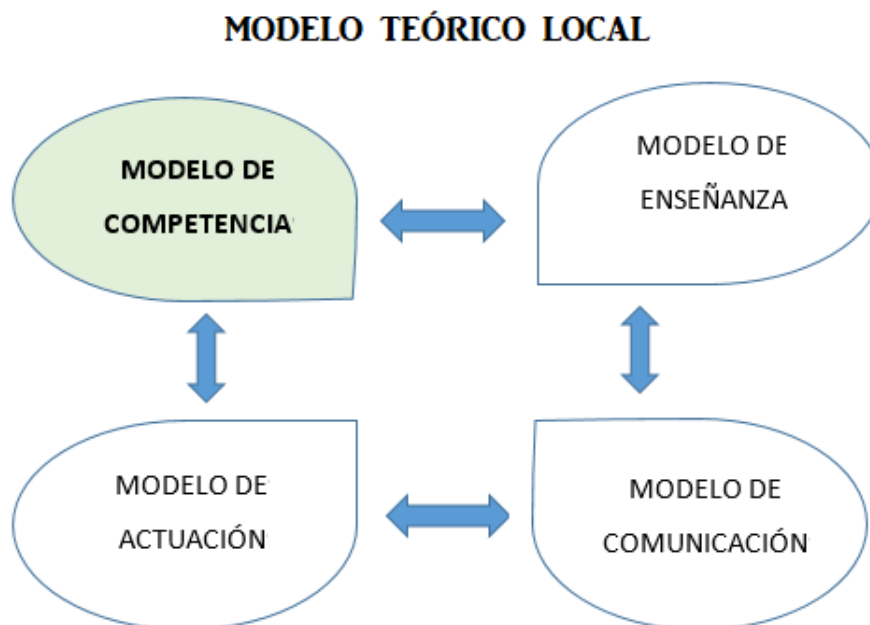 MODELO TEÓRICO LOCAL
MODELO DE
COMPETENCIA
MODELO DE
ENSEÑANZA
MODELO DE
ACTUACIÓN
MODELO DE
COMUNICACIÓN